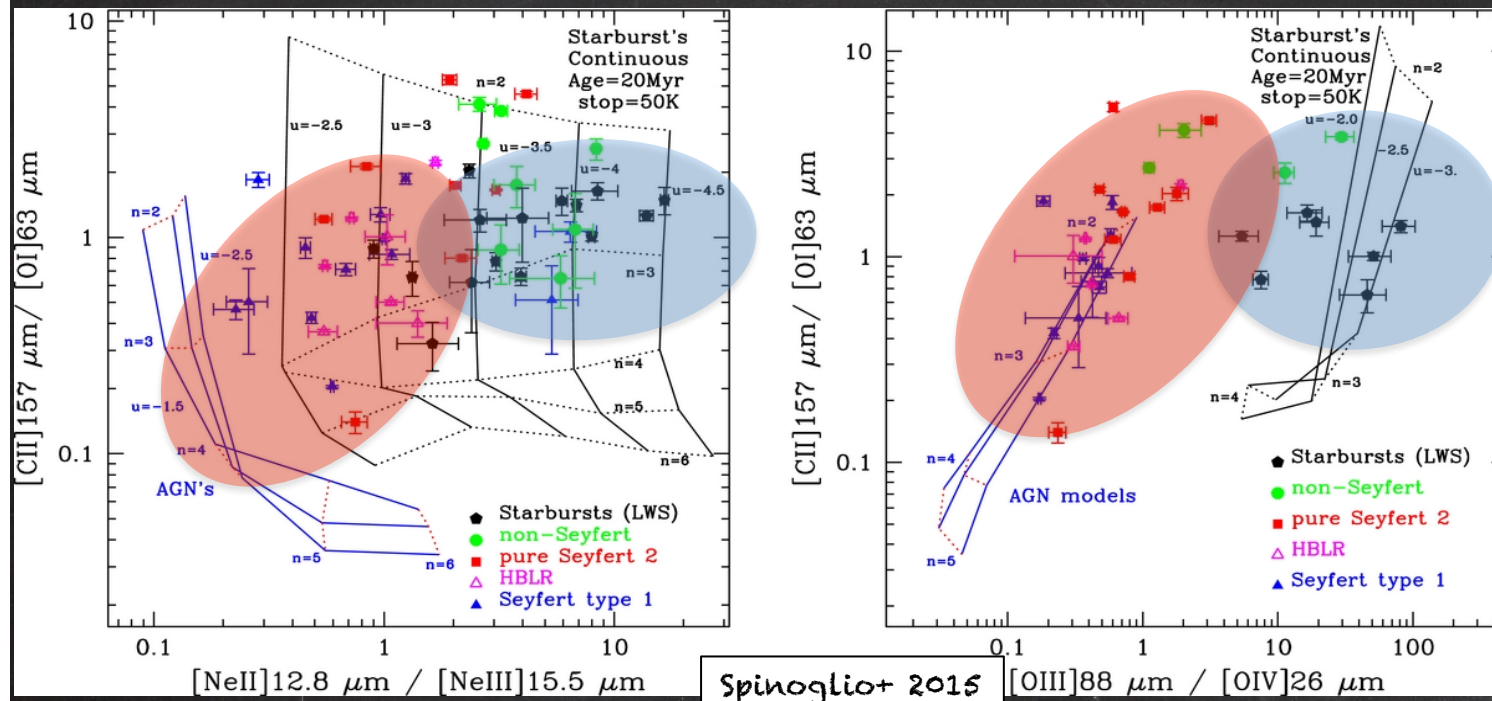 10
1
0.1
[CII]157 μm/ [OI]63 μm
Starburst's
Continuous
Age=20Myr
stop=50K
n=2
u=-2.5
u=-3
u=-3.5
u=-4
u=-4.5
n=2
u=-2.5
n=3
n=3
u=-1.5
n=4
n=4
n=5
n=6
AGN's
n=5
n=6
Starbursts (LWS)
non-Seyfert
pure Seyfert 2
HBLR
Seyfert type 1
0.1
1
10
[NeII]12.8 μm / [NeIII]15.5 μm
10
1
0.1
[CII]157 μm/ [OI]63 μm
Starburst's
Continuous
Age=20Myr
stop=50K
n=2
u=-2.0
-2.5
u=-3.
n=2
n=3
n=3
n=4
n=4
AGN models
n=5
Starbursts (LWS)
non-Seyfert
pure Seyfert 2
HBLR
Seyfert type 1
0.1
1
10
100
[OIII]88 μm / [OIV]26 μm
Spinoglio+ 2015